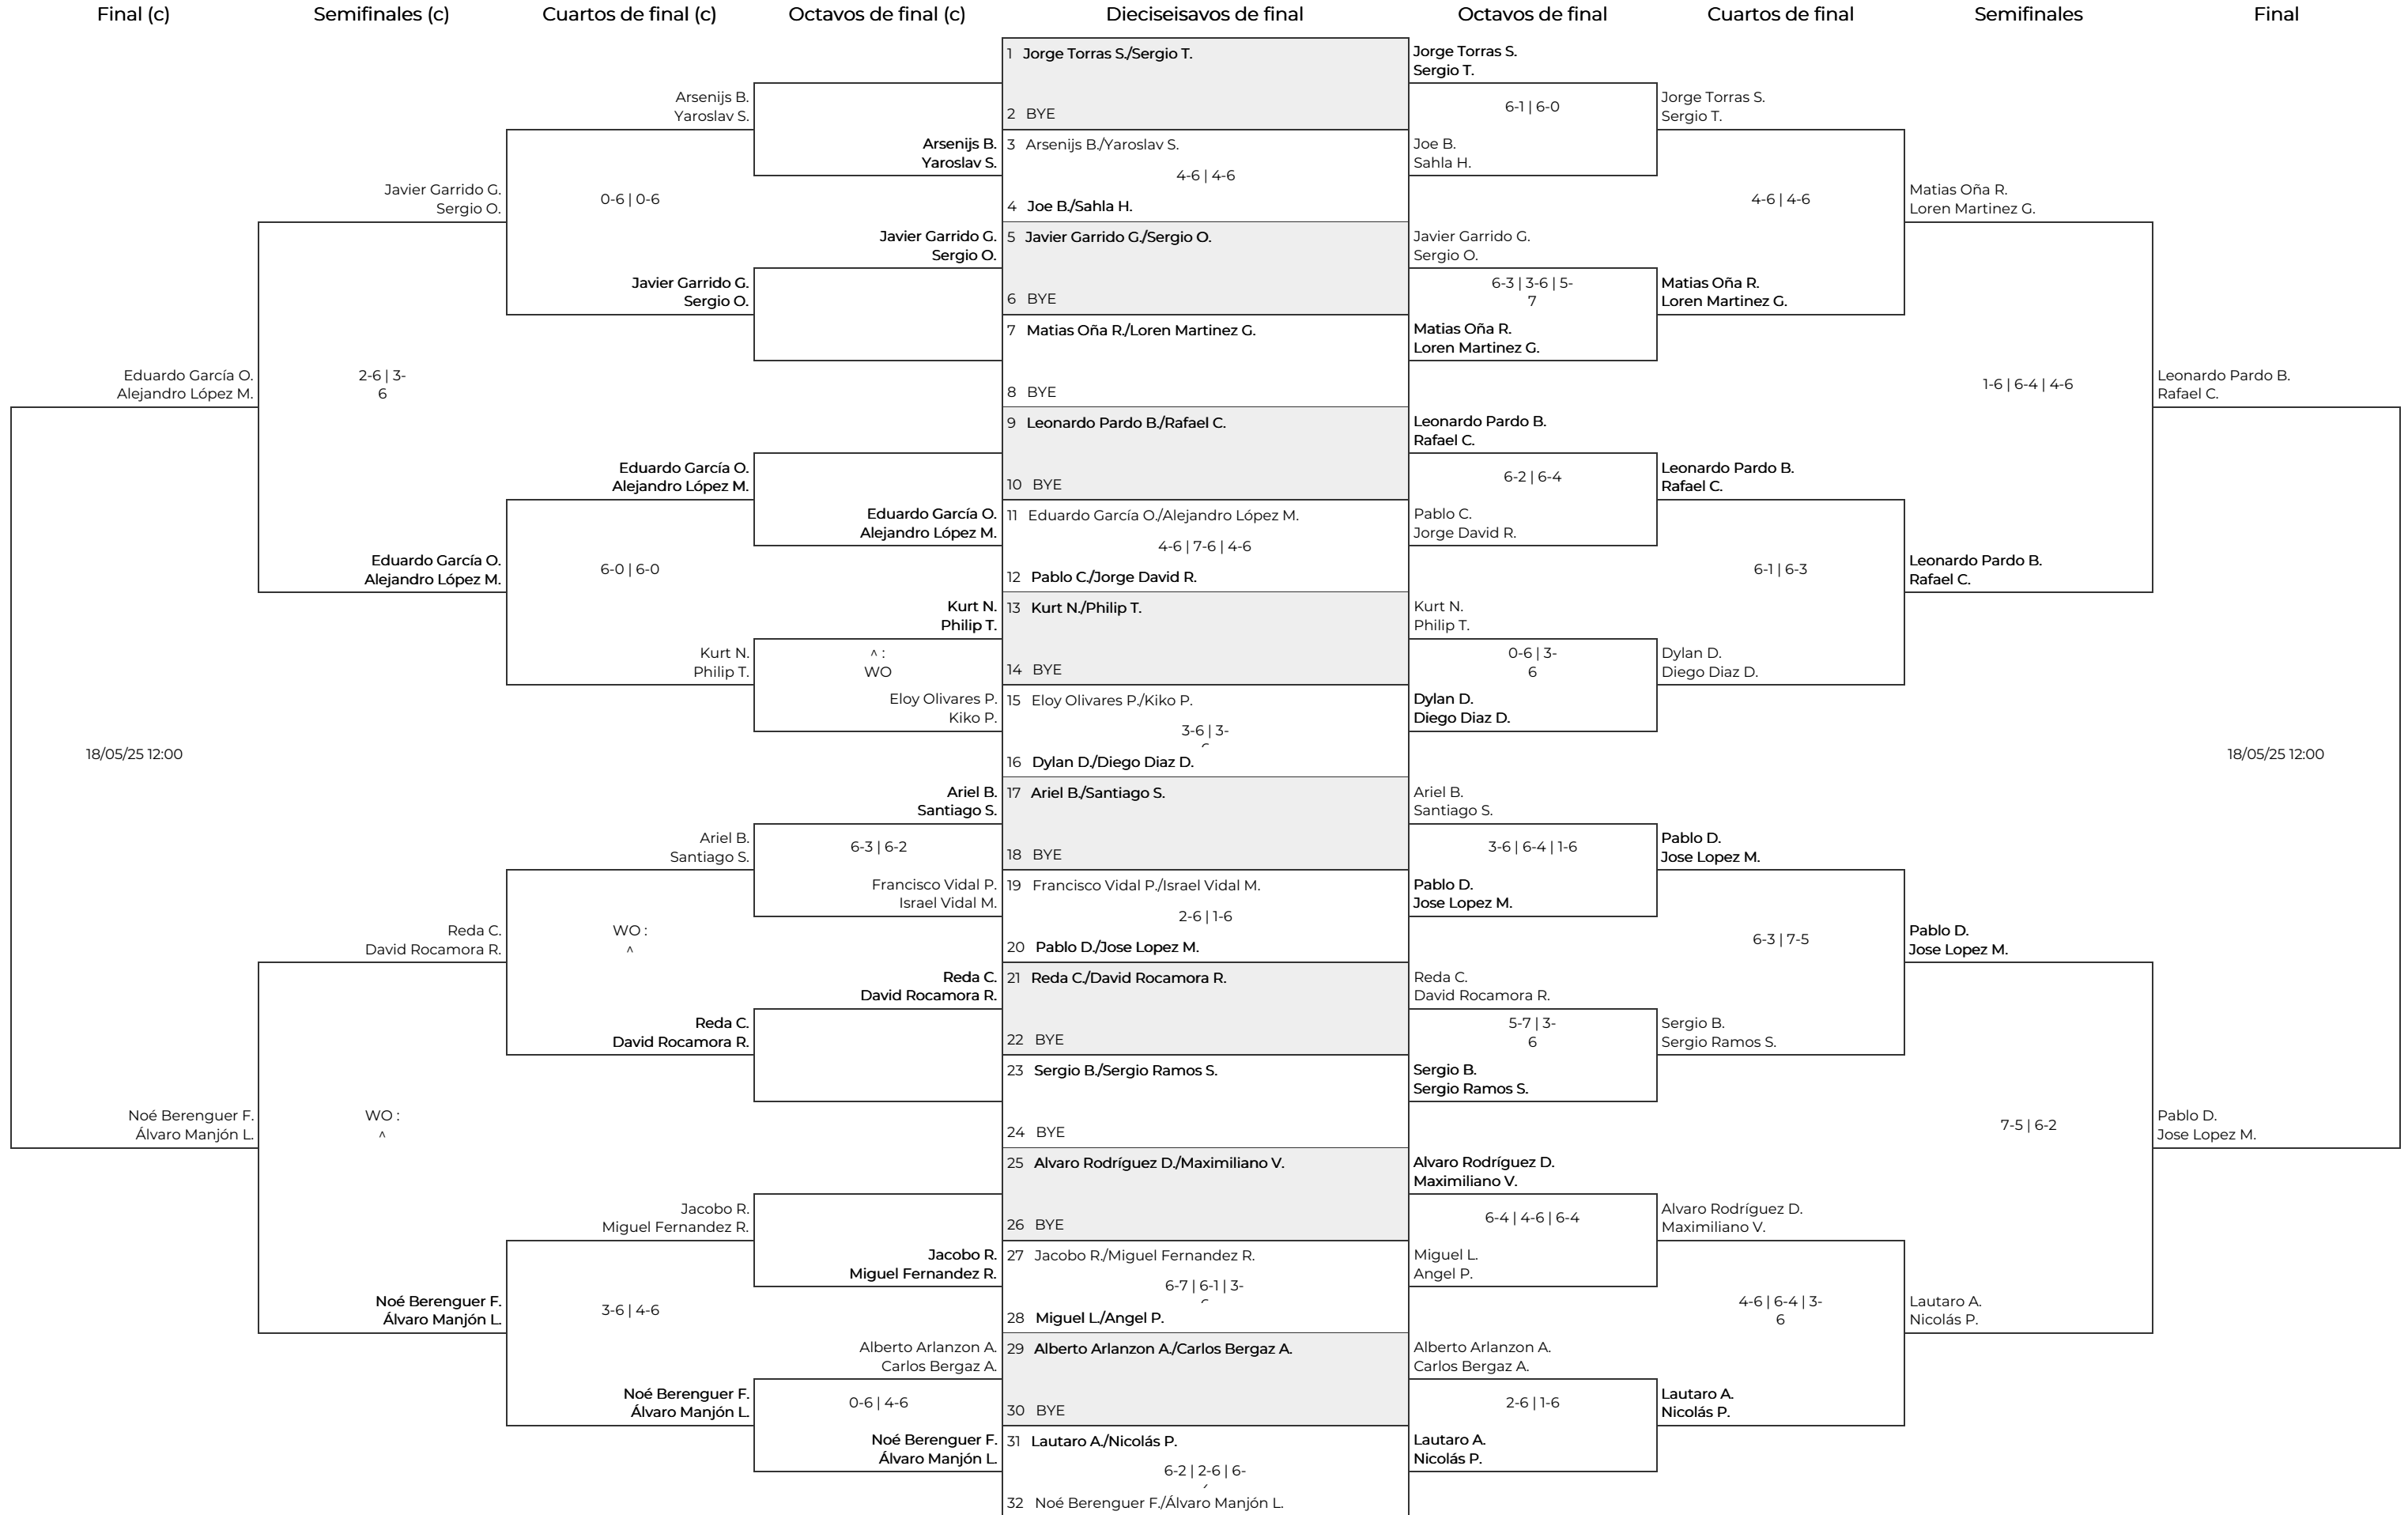 Final (c)
Semifinales (c)
Cuartos de final (c)
Octavos de final (c)
Dieciseisavos de final
Octavos de final
Cuartos de final
Semifinales
Final
Eduardo García O.
Alejandro López M.
18/05/25 12:00
Noé Berenguer F.
Álvaro Manjón L.
Javier Garrido G.
Sergio O.
2-6 | 3-
6
Eduardo García O.
Alejandro López M.
Reda C.
David Rocamora R.
WO :
^
Noé Berenguer F.
Álvaro Manjón L.
Arsenijs B.
Yaroslav S.
0-6 | 0-6
Javier Garrido G.
Sergio O.
Eduardo García O.
Alejandro López M.
6-0 | 6-0
Kurt N.
Philip T.
Ariel B.
Santiago S.
WO :
^
Reda C.
David Rocamora R.
Jacobo R.
Miguel Fernandez R.
3-6 | 4-6
Noé Berenguer F.
Álvaro Manjón L.
Arsenijs B.
Yaroslav S.
Javier Garrido G.
Sergio O.
Eduardo García O.
Alejandro López M.
Kurt N.
Philip T.
^ :
WO
Eloy Olivares P.
Kiko P.
Ariel B.
Santiago S.
6-3 | 6-2
Francisco Vidal P.
Israel Vidal M.
Reda C.
David Rocamora R.
Jacobo R.
Miguel Fernandez R.
Alberto Arlanzon A.
Carlos Bergaz A.
0-6 | 4-6
Noé Berenguer F.
Álvaro Manjón L.
1 Jorge Torras S./Sergio T.
2 BYE
3 Arsenijs B./Yaroslav S.
4-6 | 4-6
4 Joe B./Sahla H.
5 Javier Garrido G./Sergio O.
6 BYE
7 Matias Oña R./Loren Martinez G.
8 BYE
9 Leonardo Pardo B./Rafael C.
10 BYE
11 Eduardo García O./Alejandro López M.
4-6 | 7-6 | 4-6
12 Pablo C./Jorge David R.
13 Kurt N./Philip T.
14 BYE
15 Eloy Olivares P./Kiko P.
3-6 | 3-
16 Dylan D./Diego Diaz D.
17 Ariel B./Santiago S.
18 BYE
19 Francisco Vidal P./Israel Vidal M.
2-6 | 1-6
20 Pablo D./Jose Lopez M.
21 Reda C./David Rocamora R.
22 BYE
23 Sergio B./Sergio Ramos S.
24 BYE
25 Alvaro Rodríguez D./Maximiliano V.
26 BYE
27 Jacobo R./Miguel Fernandez R.
6-7 | 6-1 | 3-
28 Miguel L./Angel P.
29 Alberto Arlanzon A./Carlos Bergaz A.
30 BYE
31 Lautaro A./Nicolás P.
6-2 | 2-6 | 6-
32 Noé Berenguer F./Álvaro Manjón L.
Jorge Torras S.
Sergio T.
6-1 | 6-0
Joe B.
Sahla H.
Javier Garrido G.
Sergio O.
6-3 | 3-6 | 5-
7
Matias Oña R.
Loren Martinez G.
Leonardo Pardo B.
Rafael C.
6-2 | 6-4
Pablo C.
Jorge David R.
Kurt N.
Philip T.
0-6 | 3-
6
Dylan D.
Diego Diaz D.
Ariel B.
Santiago S.
3-6 | 6-4 | 1-6
Pablo D.
Jose Lopez M.
Reda C.
David Rocamora R.
5-7 | 3-
6
Sergio B.
Sergio Ramos S.
Alvaro Rodríguez D.
Maximiliano V.
6-4 | 4-6 | 6-4
Miguel L.
Angel P.
Alberto Arlanzon A.
Carlos Bergaz A.
2-6 | 1-6
Lautaro A.
Nicolás P.
Jorge Torras S.
Sergio T.
4-6 | 4-6
Matias Oña R.
Loren Martinez G.
Leonardo Pardo B.
Rafael C.
6-1 | 6-3
Dylan D.
Diego Diaz D.
Pablo D.
Jose Lopez M.
6-3 | 7-5
Sergio B.
Sergio Ramos S.
Alvaro Rodríguez D.
Maximiliano V.
4-6 | 6-4 | 3-
6
Lautaro A.
Nicolás P.
Matias Oña R.
Loren Martinez G.
1-6 | 6-4 | 4-6
Leonardo Pardo B.
Rafael C.
Pablo D.
Jose Lopez M.
7-5 | 6-2
Lautaro A.
Nicolás P.
Leonardo Pardo B.
Rafael C.
18/05/25 12:00
Pablo D.
Jose Lopez M.